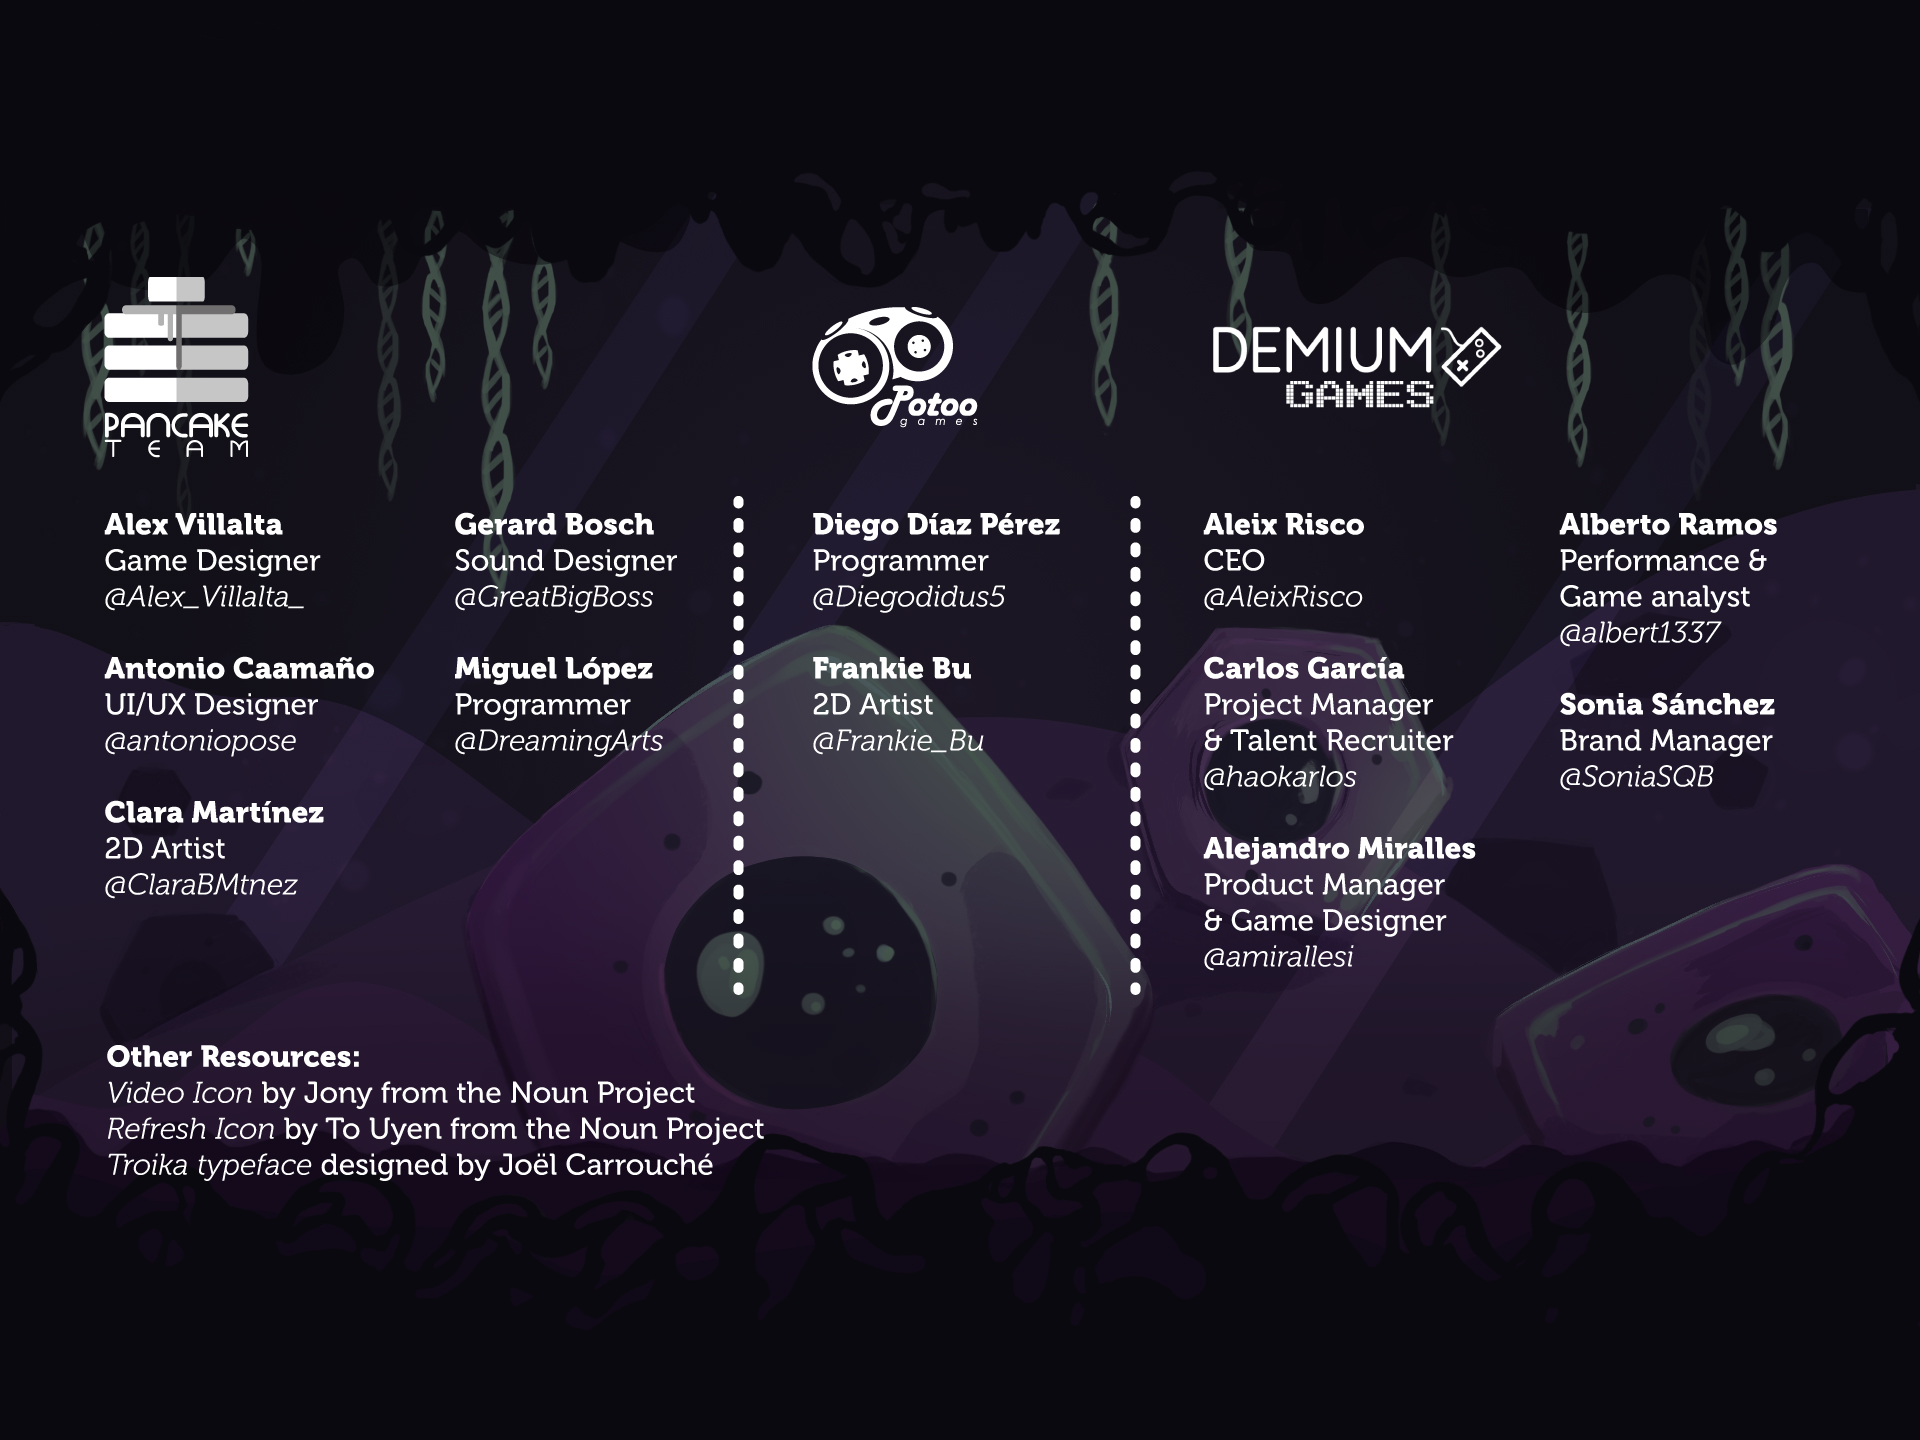 PANCAKE
TEAM
Alex Villalta
Game Designer
@Alex_Villalta_
Antonio Caamaño
UI/UX Designer
@antoniopose
Clara Martínez
2D Artist
@ClaraBMtnez
Gerard Bosch
Sound Designer
@GreatBigBoss
Miguel López
Programmer
@DreamingArts
Potoo
games
Diego Díaz Pérez
Programmer
@Diegodidus5
Frankie Bu
2D Artist
@Frankie_Bu
DEMIUM
GAMES
Aleix Risco
CEO
@AleixRisco
Carlos García
Project Manager
& Talent Recruiter
@haokarlos
Alejandro Miralles
Product Manager
& Game Designer
@amirallesi
Alberto Ramos
Performance &
Game analyst
@albert1337
Sonia Sánchez
Brand Manager
@SoniaSQB
Other Resources:
Video Icon by Jony from the Noun Project
Refresh Icon by To Uyen from the Noun Project
Troika typeface designed by Joël Carrouché